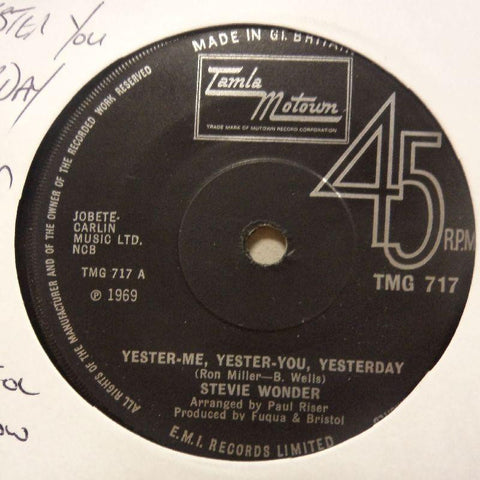 YOU
MADE IN GT. BRITAIN
Tamla
Motown
TRADE MARK OF MOTOWN RECORD CORPORATION
45
R.P.M.
TMG 717
JOBETE-
CARLIN
MUSIC LTD.
NCB
TMG 717 A
℗ 1969
YESTER-ME, YESTER-YOU, YESTERDAY
(Ron Miller—B. Wells)
STEVIE WONDER
Arranged by Paul Riser
Produced by Fuqua & Bristol
E.M.I. RECORDS LIMITED
ALL RIGHTS OF THE MANUFACTURER AND OF THE OWNER OF THE RECORDED WORK RESERVED